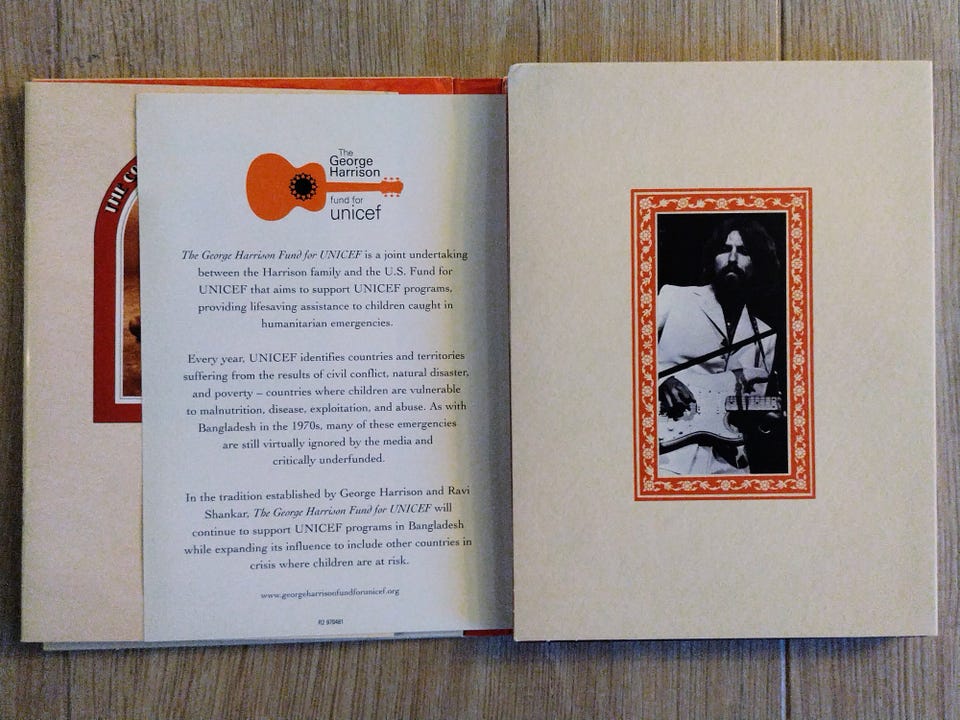 THE CO
The
George
Harrison
fund for
unicef
The George Harrison Fund for UNICEF is a joint undertaking
between the Harrison family and the U.S. Fund for
UNICEF that aims to support UNICEF programs,
providing lifesaving assistance to children caught in
humanitarian emergencies.
Every year, UNICEF identifies countries and territories
suffering from the results of civil conflict, natural disaster,
and poverty – countries where children are vulnerable
to malnutrition, disease, exploitation, and abuse. As with
Bangladesh in the 1970s, many of these emergencies
are still virtually ignored by the media and
critically underfunded.
In the tradition established by George Harrison and Ravi
Shankar, The George Harrison Fund for UNICEF will
continue to support UNICEF programs in Bangladesh
while expanding its influence to include other countries in
crisis where children are at risk.
www.georgeharrisonfundforunicef.org
R2 970481